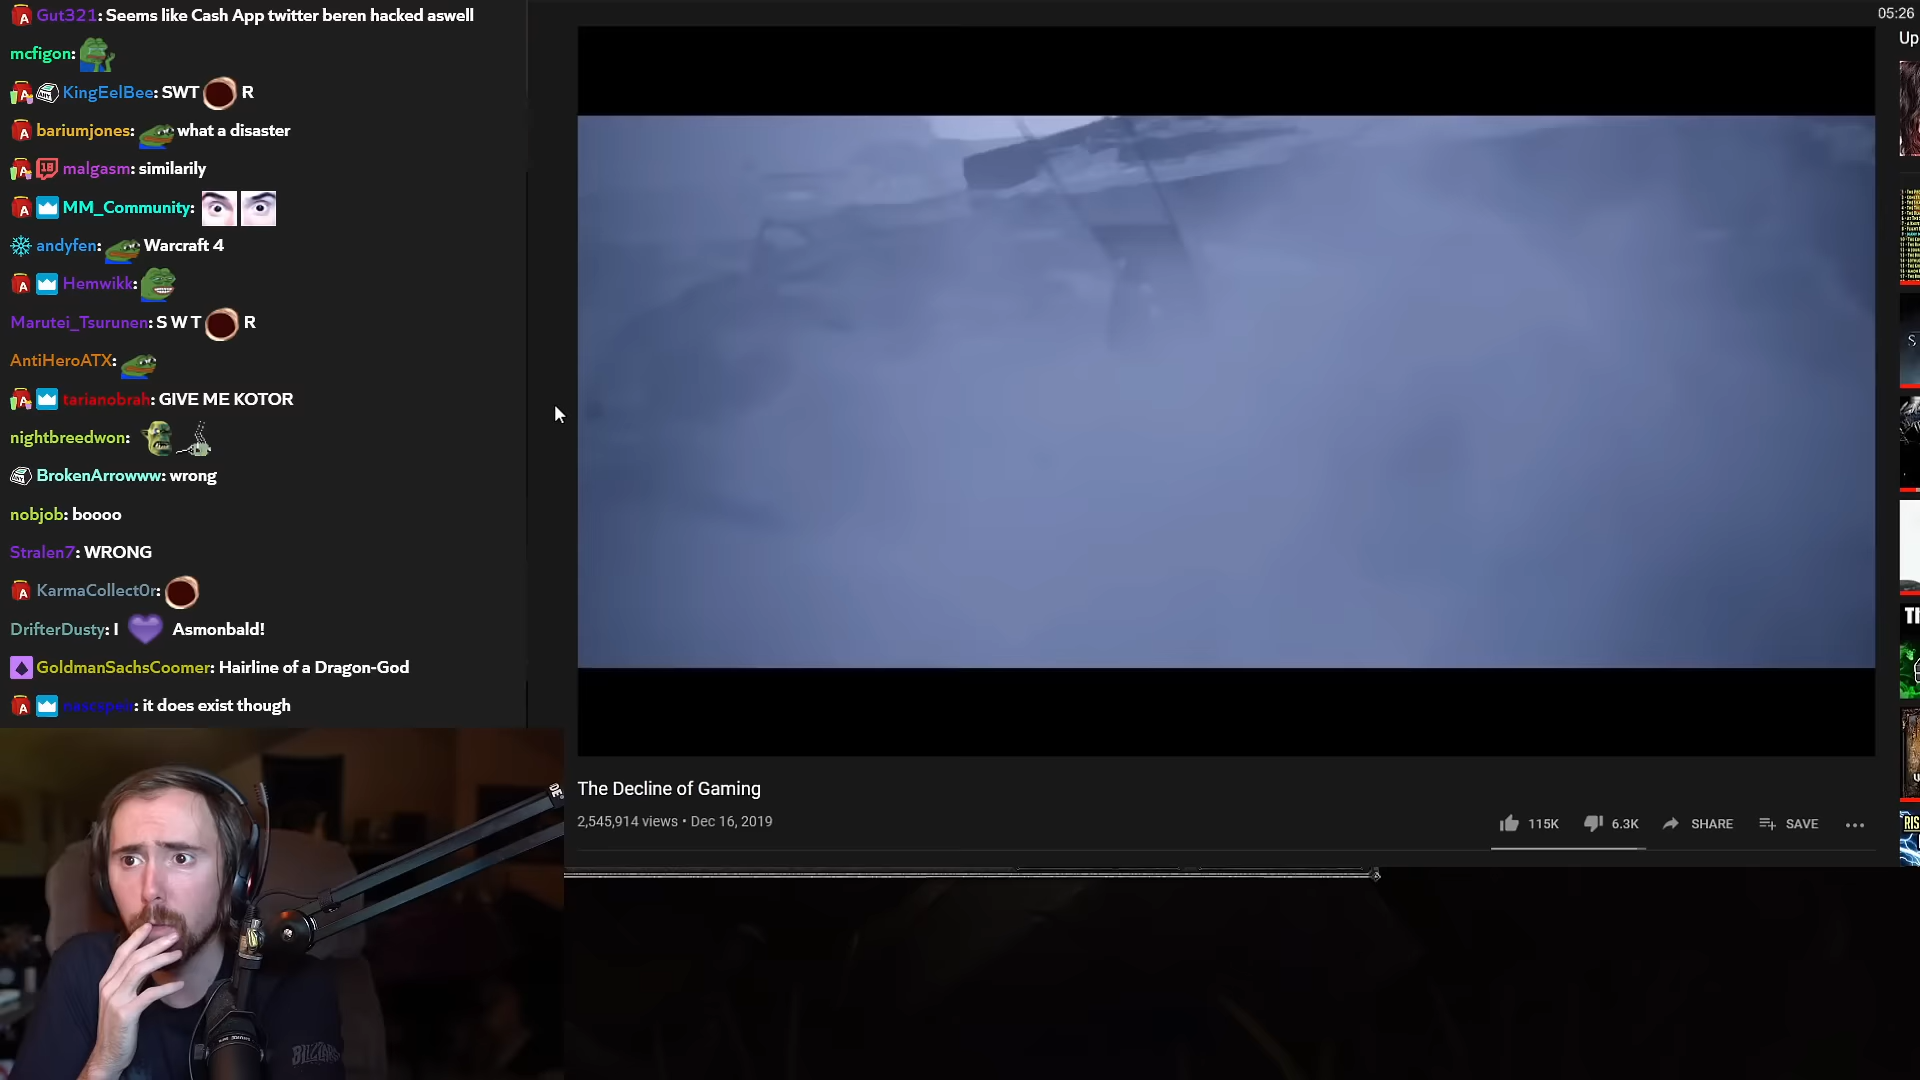 Gut321: Seems like Cash App twitter beren hacked aswell
mcfigon:
KingEelBee: SWT R
bariumjones: what a disaster
18 malgasm: similarily
MM_Community:
andyfen: Warcraft 4
Hemwikk:
Marutei_Tsurunen: S W T R
AntiHeroATX:
tarianobrah: GIVE ME KOTOR
nightbreedwon:
BrokenArrowww: wrong
nobjob: boooo
Stralen7: WRONG
KarmaCollect0r:
DrifterDusty: I Asmonbald!
GoldmanSachsCoomer: Hairline of a Dragon-God
: it does exist though
05:26
Up
The Decline of Gaming
2,545,914 views • Dec 16, 2019
115K 6.3K SHARE SAVE
RIS